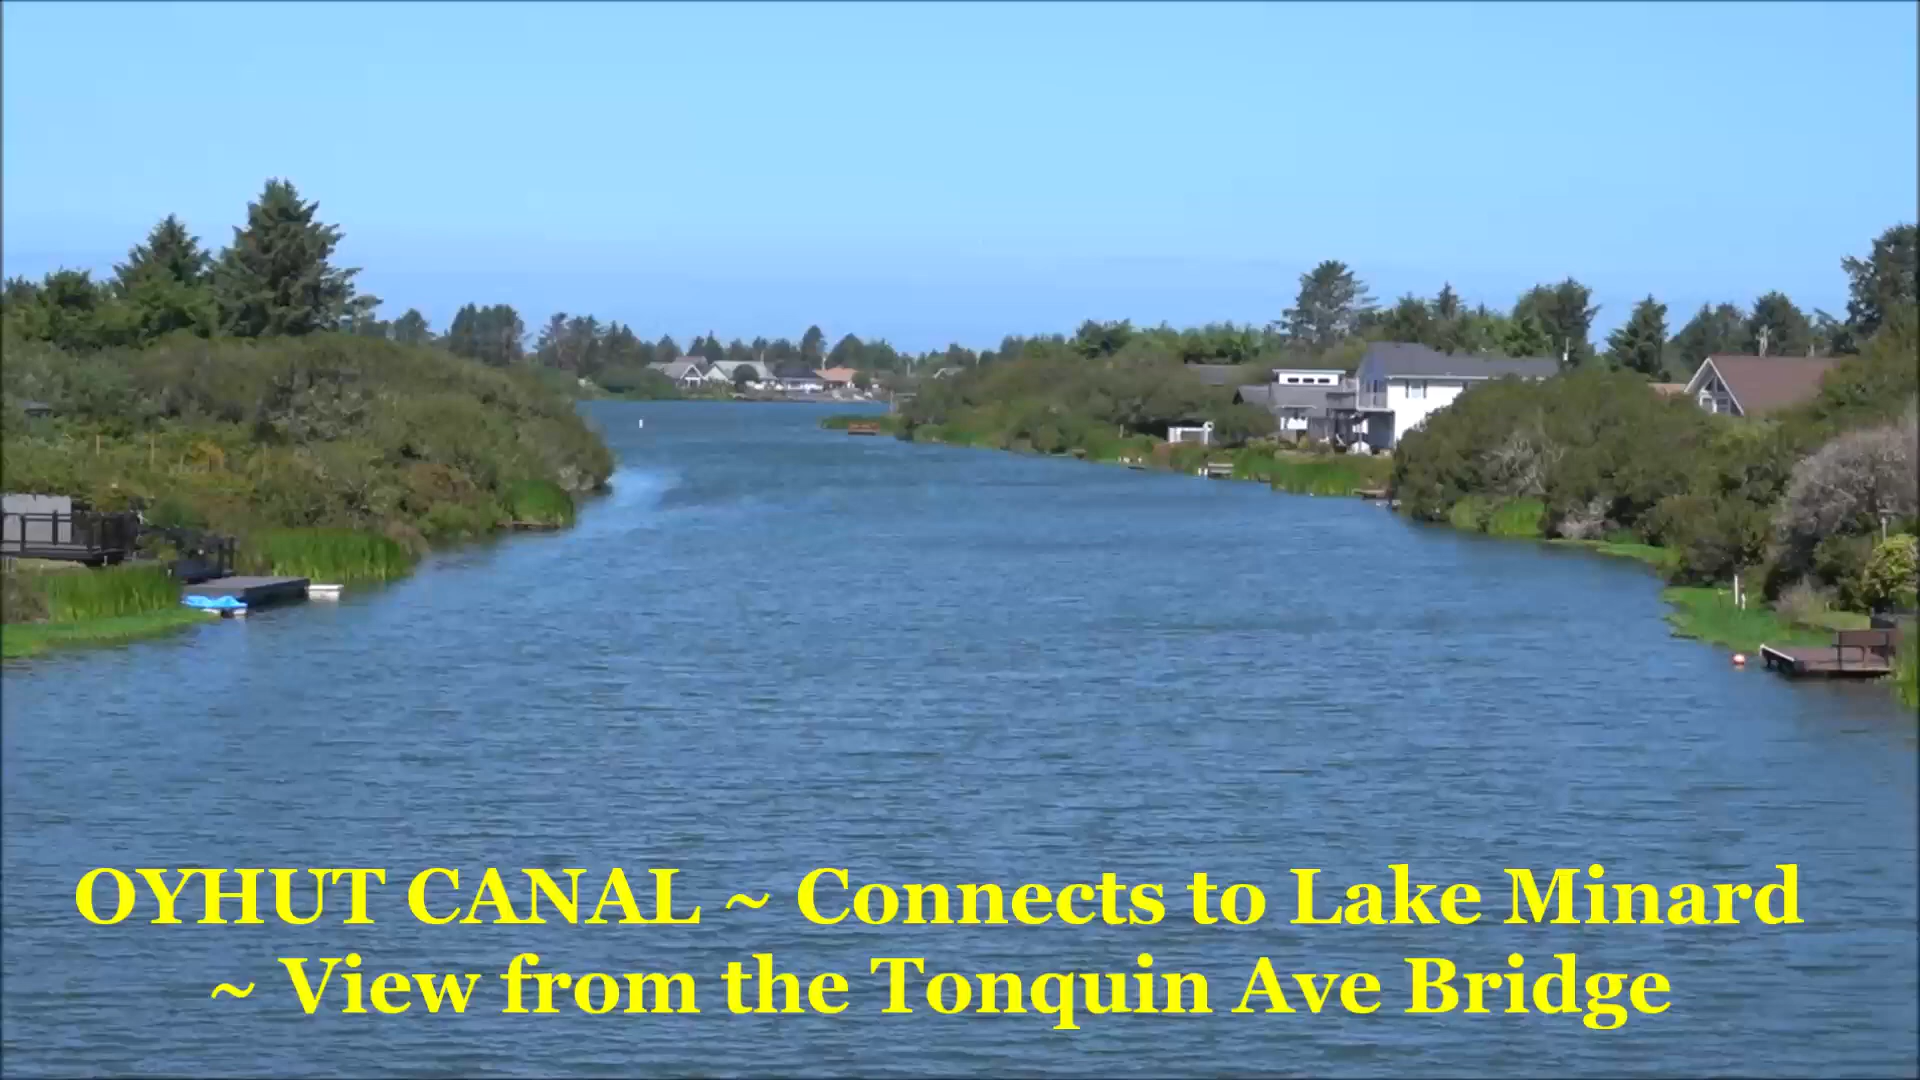 OYHUT CANAL ~ Connects to Lake Minard
~ View from the Tonquin Ave Bridge